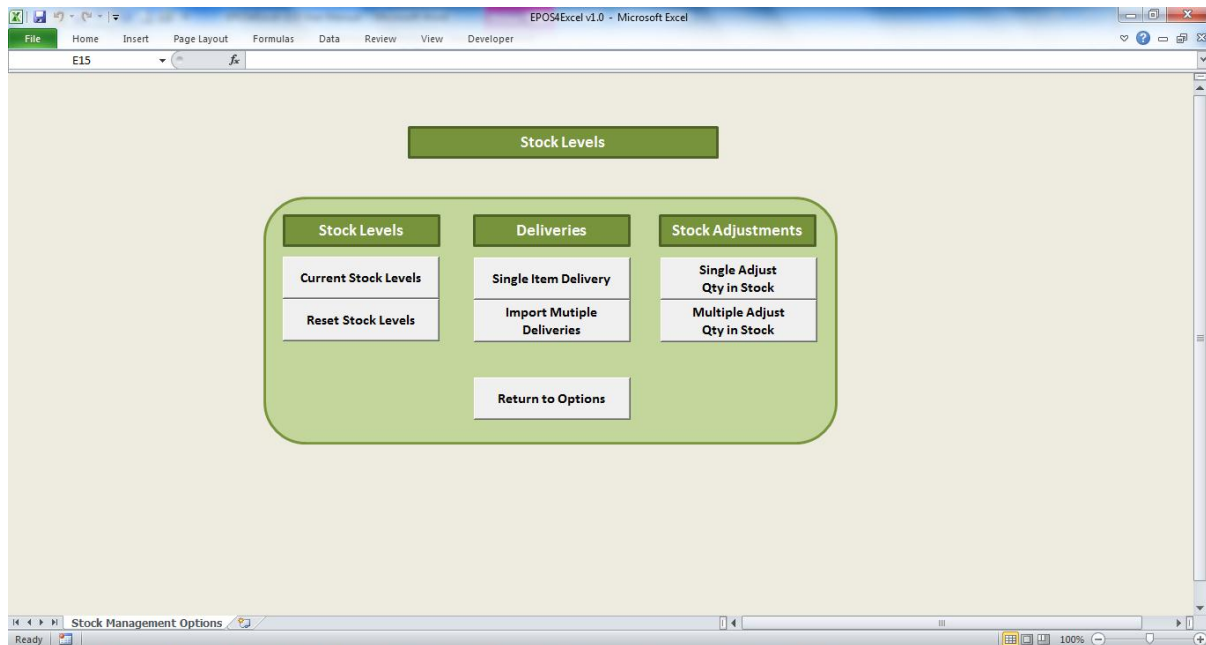 EPOS4Excel v1.0 - Microsoft Excel
File Home Insert Page Layout Formulas Data Review View Developer
E15 fx
Stock Levels
Stock Levels Deliveries Stock Adjustments
Current Stock Levels
Single Item Delivery
Single Adjust
Qty in Stock
Reset Stock Levels
Import Mutiple
Deliveries
Multiple Adjust
Qty in Stock
Return to Options
Stock Management Options
Ready 100%